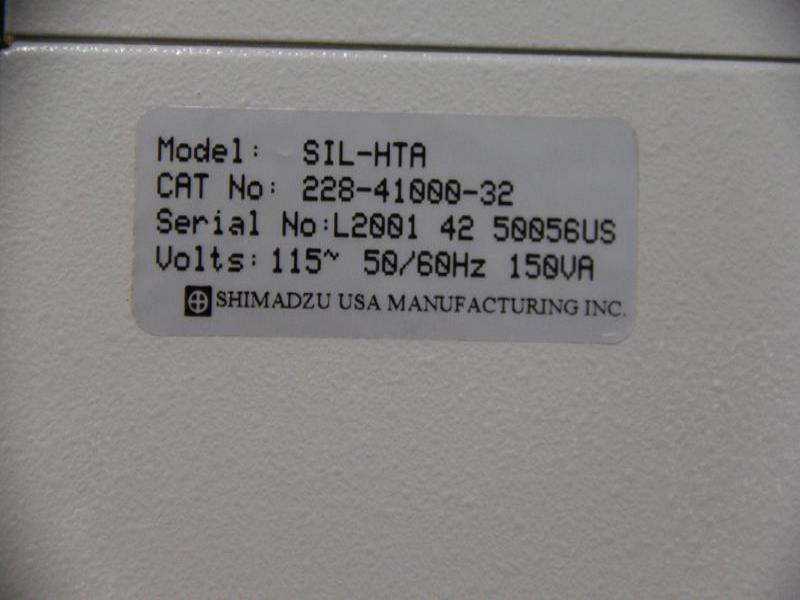 Model: SIL-HTA
CAT No: 228-41000-32
Serial No:L2001 42 50056US
Volts: 115~ 50/60Hz 150VA
SHIMADZU USA MANUFACTURING INC.